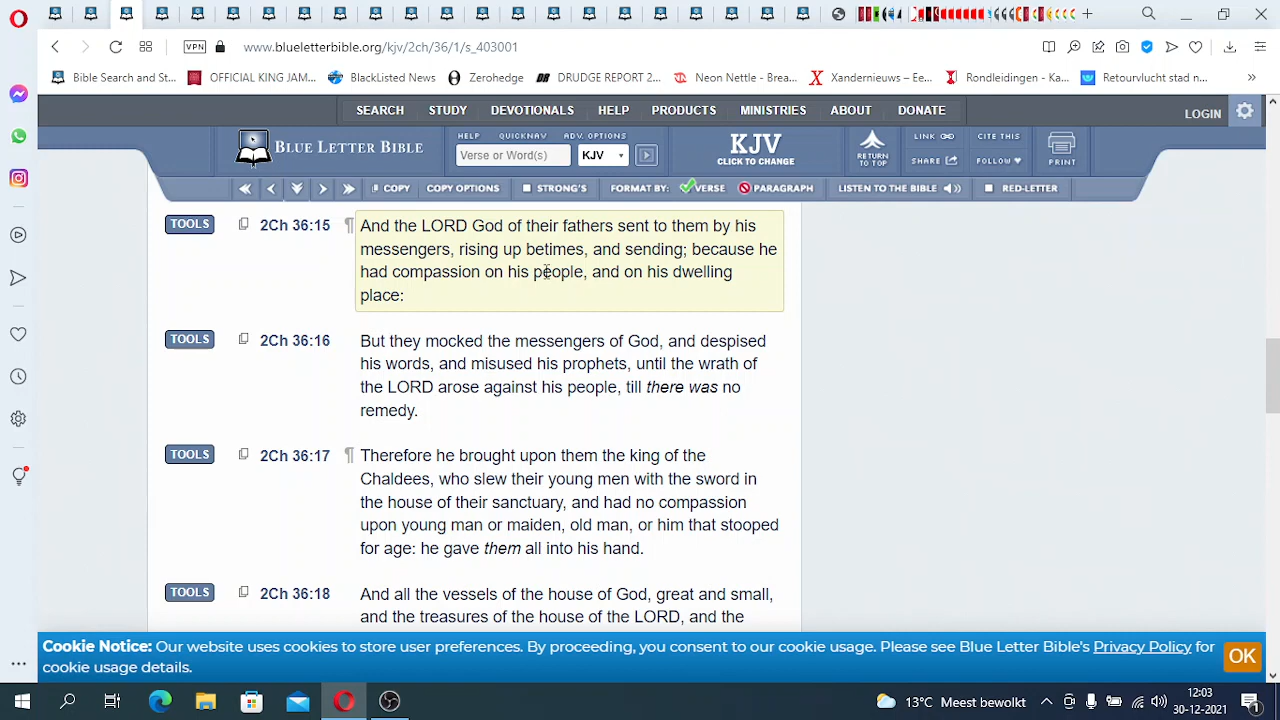 www.blueletterbible.org/kjv/2ch/36/1/s_403001
VPN
Bible Search and St...
OFFICIAL KING JAM...
BlackListed News
Zerohedge
DRUDGE REPORT 2...
Neon Nettle - Brea...
Xandernieuws – Ee...
Rondleidingen - Ka...
Retourvlucht stad n...
»
SEARCH STUDY DEVOTIONALS HELP PRODUCTS MINISTRIES ABOUT DONATE
LOGIN
BLUE LETTER BIBLE
HELP QUICKNAV ADV. OPTIONS
Verse or Word(s)
KJV
KJV
CLICK TO CHANGE
RETURN
TO TOP
LINK
SHARE
CITE THIS
FOLLOW
PRINT
COPY COPY OPTIONS STRONG'S FORMAT BY: VERSE PARAGRAPH LISTEN TO THE BIBLE RED-LETTER
TOOLS 2Ch 36:15 ¶ And the LORD God of their fathers sent to them by his
messengers, rising up betimes, and sending; because he
had compassion on his people, and on his dwelling
place:
TOOLS 2Ch 36:16 But they mocked the messengers of God, and despised
his words, and misused his prophets, until the wrath of
the LORD arose against his people, till there was no
remedy.
TOOLS 2Ch 36:17 ¶ Therefore he brought upon them the king of the
Chaldees, who slew their young men with the sword in
the house of their sanctuary, and had no compassion
upon young man or maiden, old man, or him that stooped
for age: he gave them all into his hand.
TOOLS 2Ch 36:18 And all the vessels of the house of God, great and small,
and the treasures of the house of the LORD, and the
Cookie Notice: Our website uses cookies to store user preferences. By proceeding, you consent to our cookie usage. Please see Blue Letter Bible's Privacy Policy for
cookie usage details.
OK
13°C Meest bewolkt
12:03
30-12-2021
1